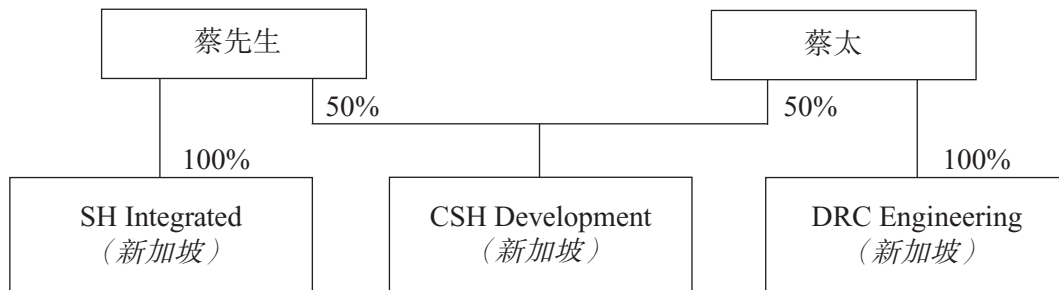 蔡先生
蔡太
50%
50%
100%
100%
SH Integrated
（新加坡）
CSH Development
（新加坡）
DRC Engineering
（新加坡）